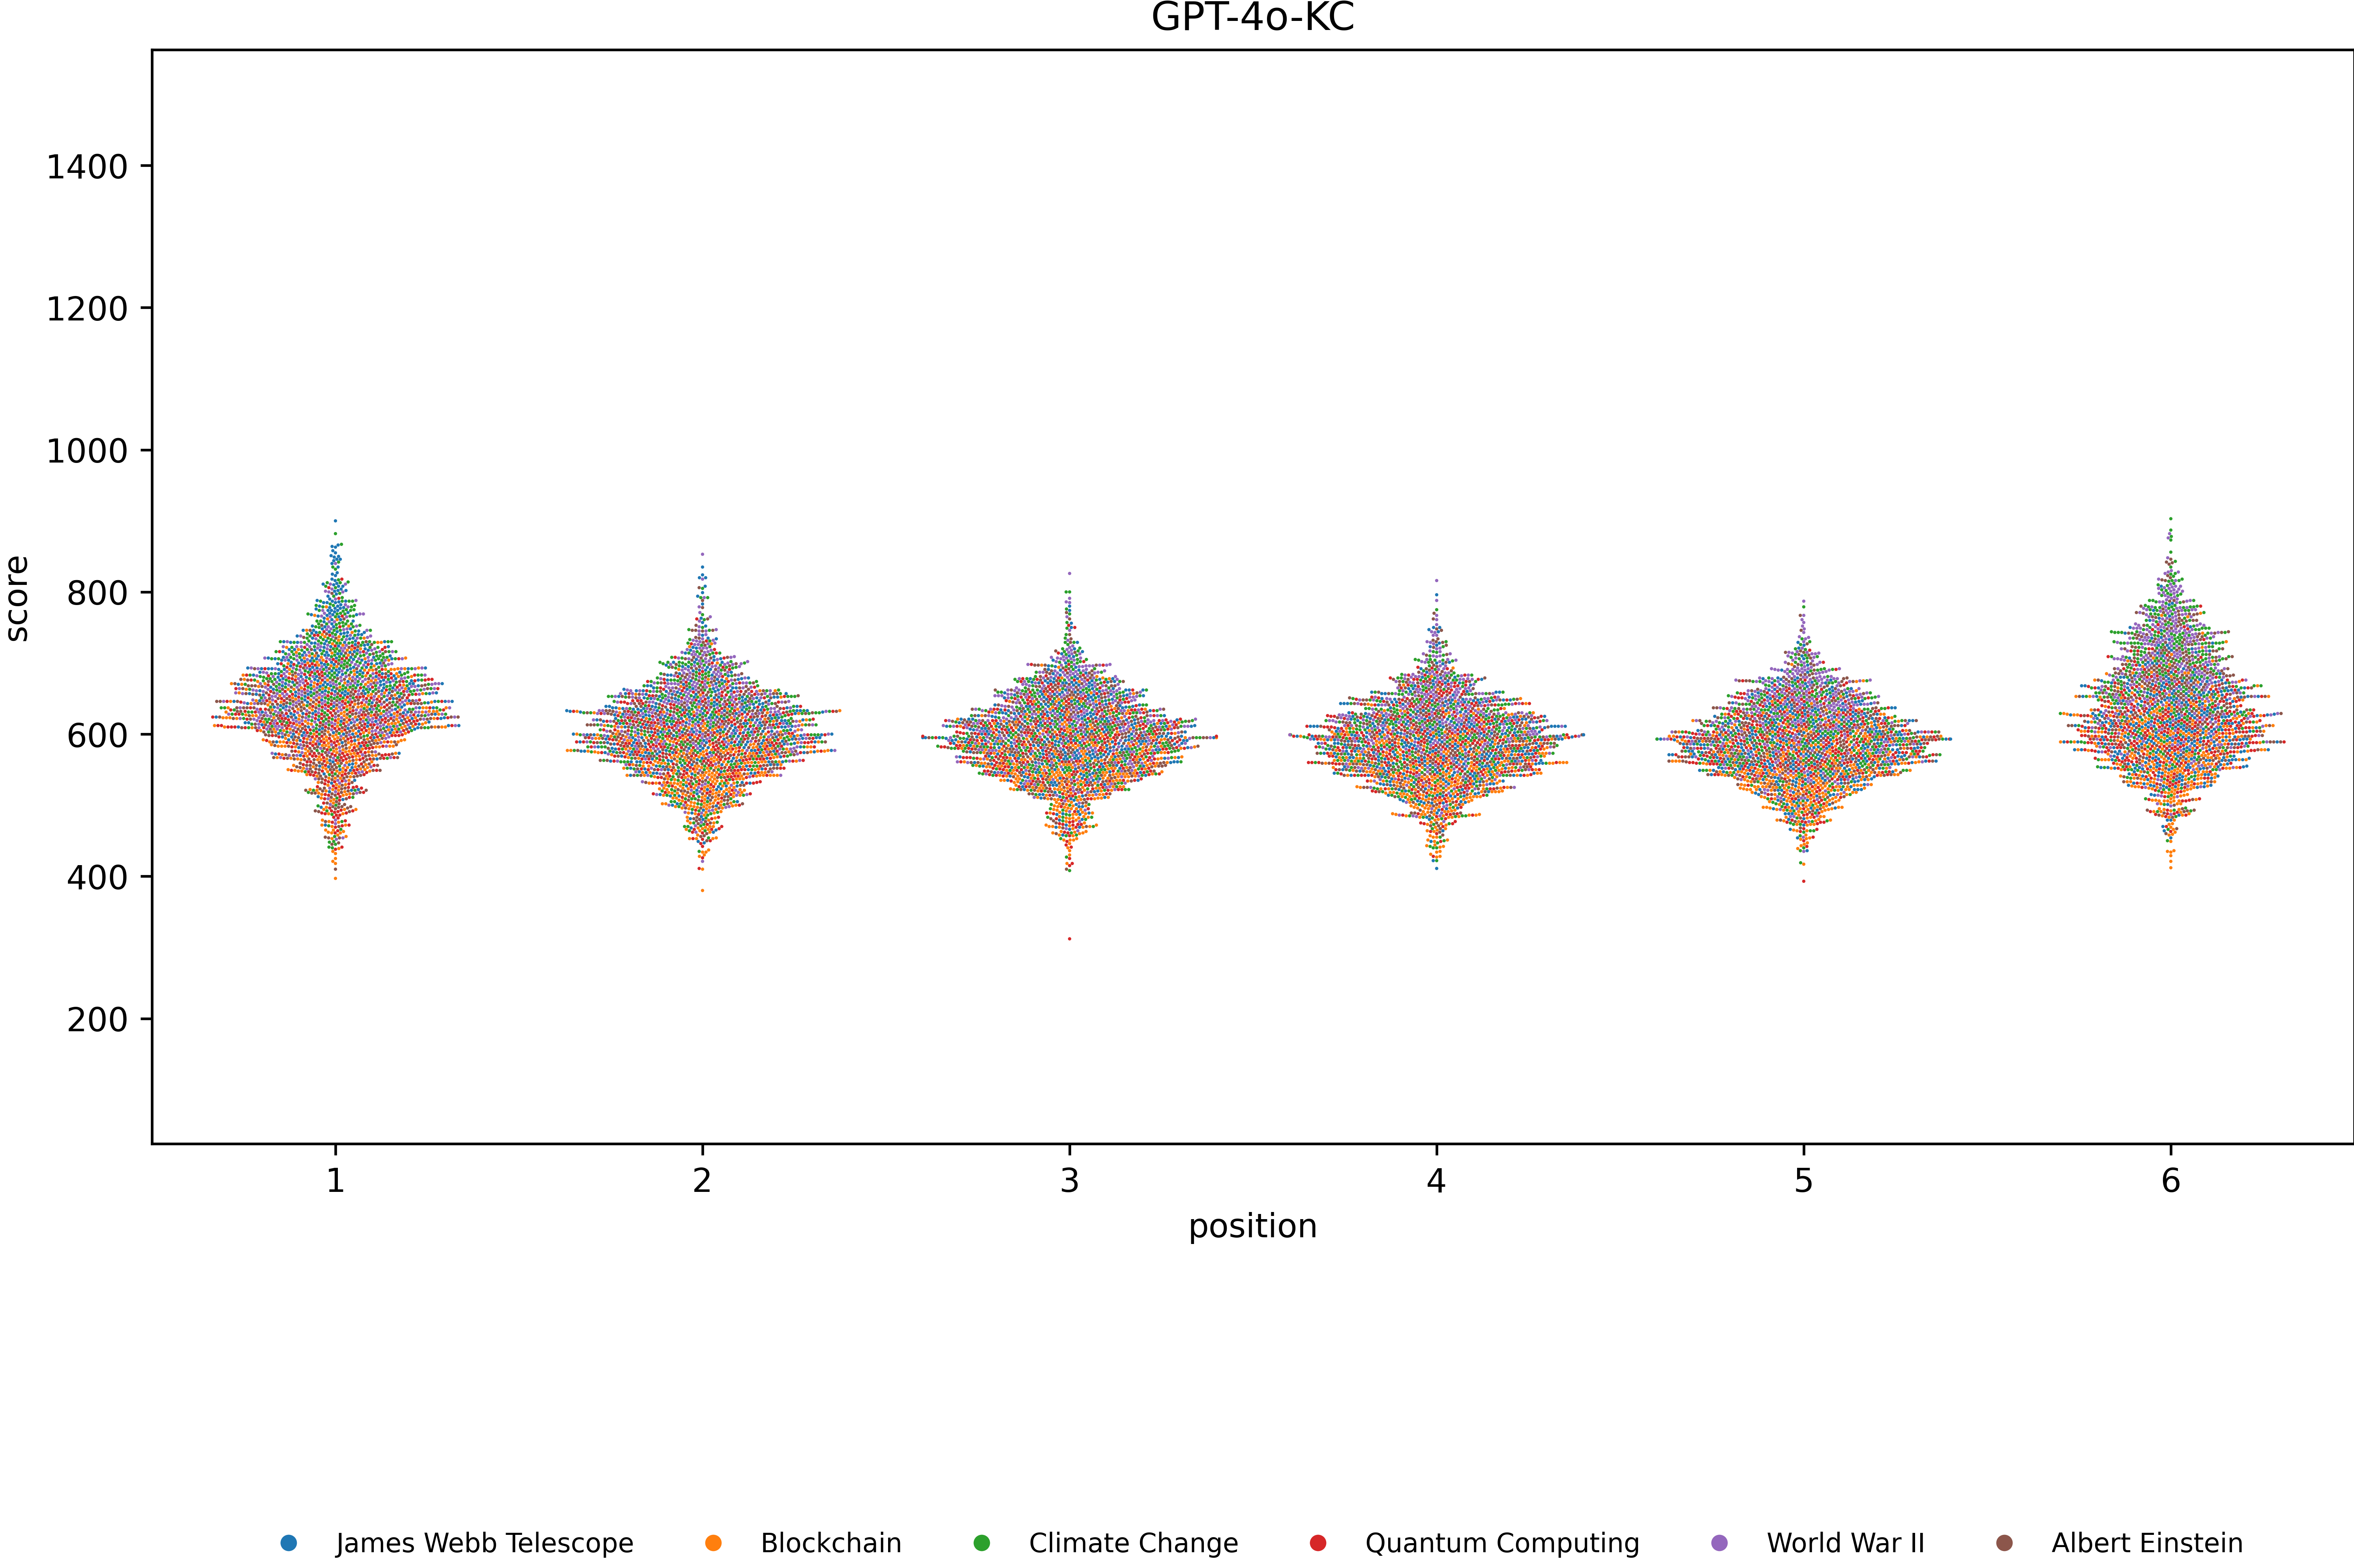 GPT-4o-KC
1400
1200
1000
800
600
400
200
score
1 2 3 4 5 6
position
James Webb Telescope Blockchain Climate Change Quantum Computing World War II Albert Einstein